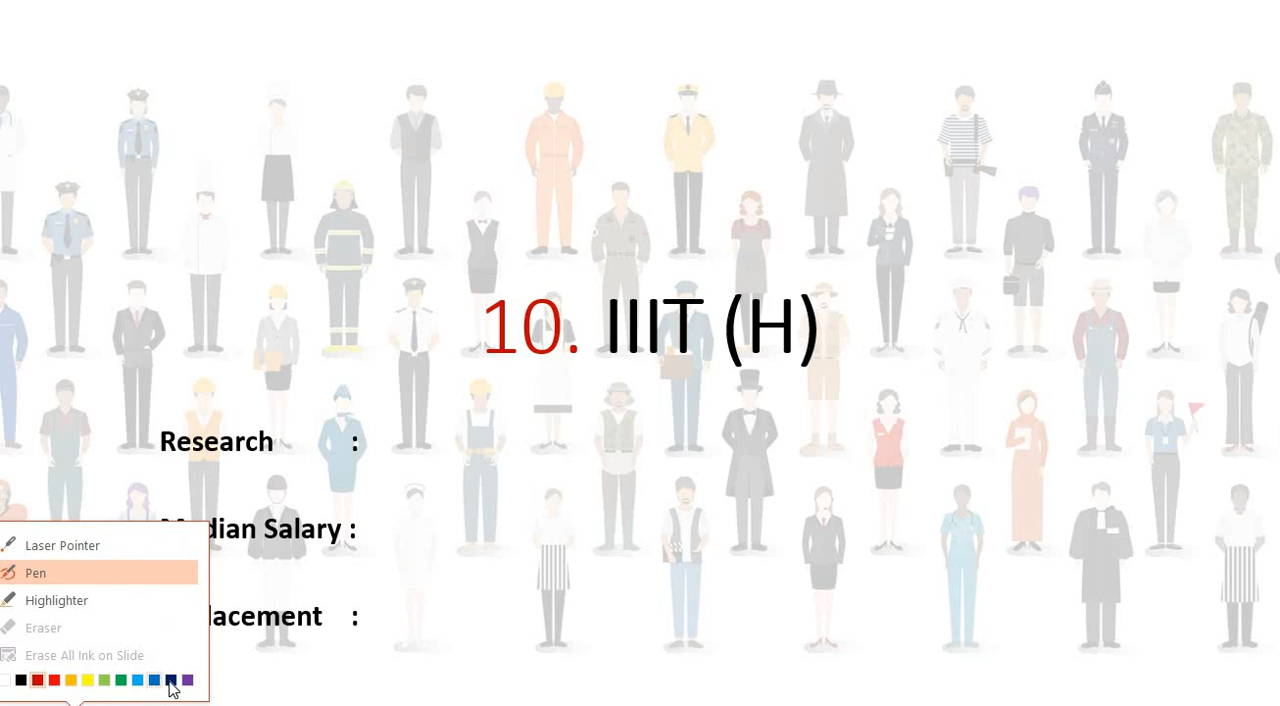 10. IIIT (H)
Research :
dian Salary :
lacement :
Laser Pointer
Pen
Highlighter
Eraser
Erase All Ink on Slide